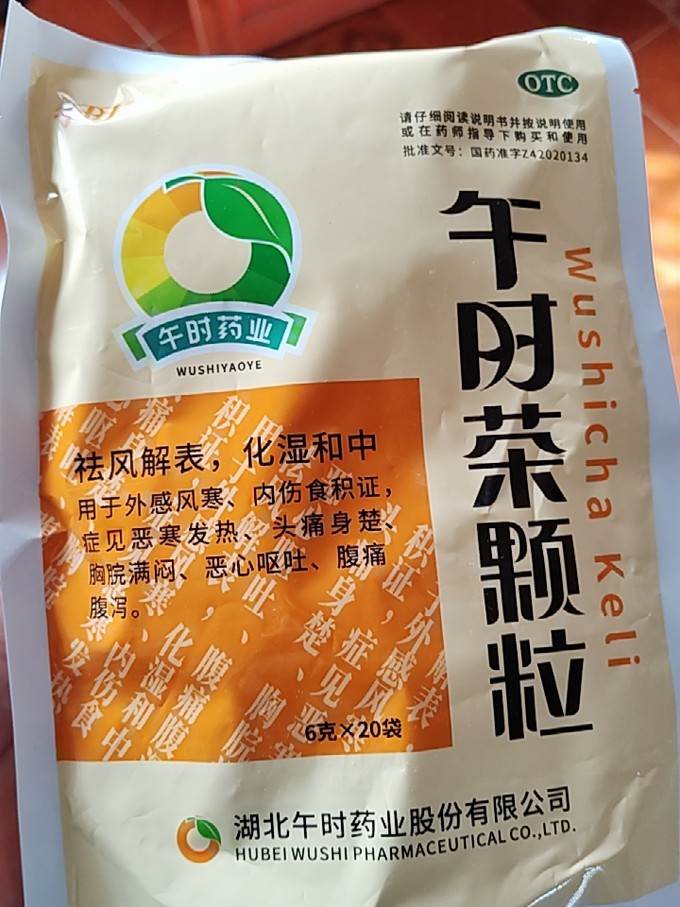 OTC
请仔细阅读说明书并按说明使用
或在药师指导下购买和使用
批准文号：国药准字Z42020134
午时茶颗粒
Wushicha Keli
午时药业
WUSHIYAOYE
祛风解表，化湿和中
用于外感风寒、内伤食积证，
症见恶寒发热、头痛身楚、
胸脘满闷、恶心呕吐、腹痛
腹泻。
6克×20袋
湖北午时药业股份有限公司
HUBEI WUSHI PHARMACEUTICAL CO.,LTD.